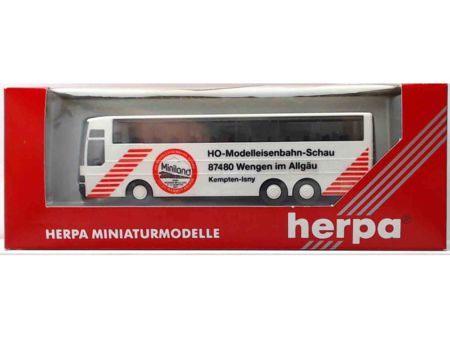 Miniland
HO-Modelleisenbahn-Schau
87480 Wengen im Allgäu
Kempten-Isny
HERPA MINIATURMODELLE
herpa